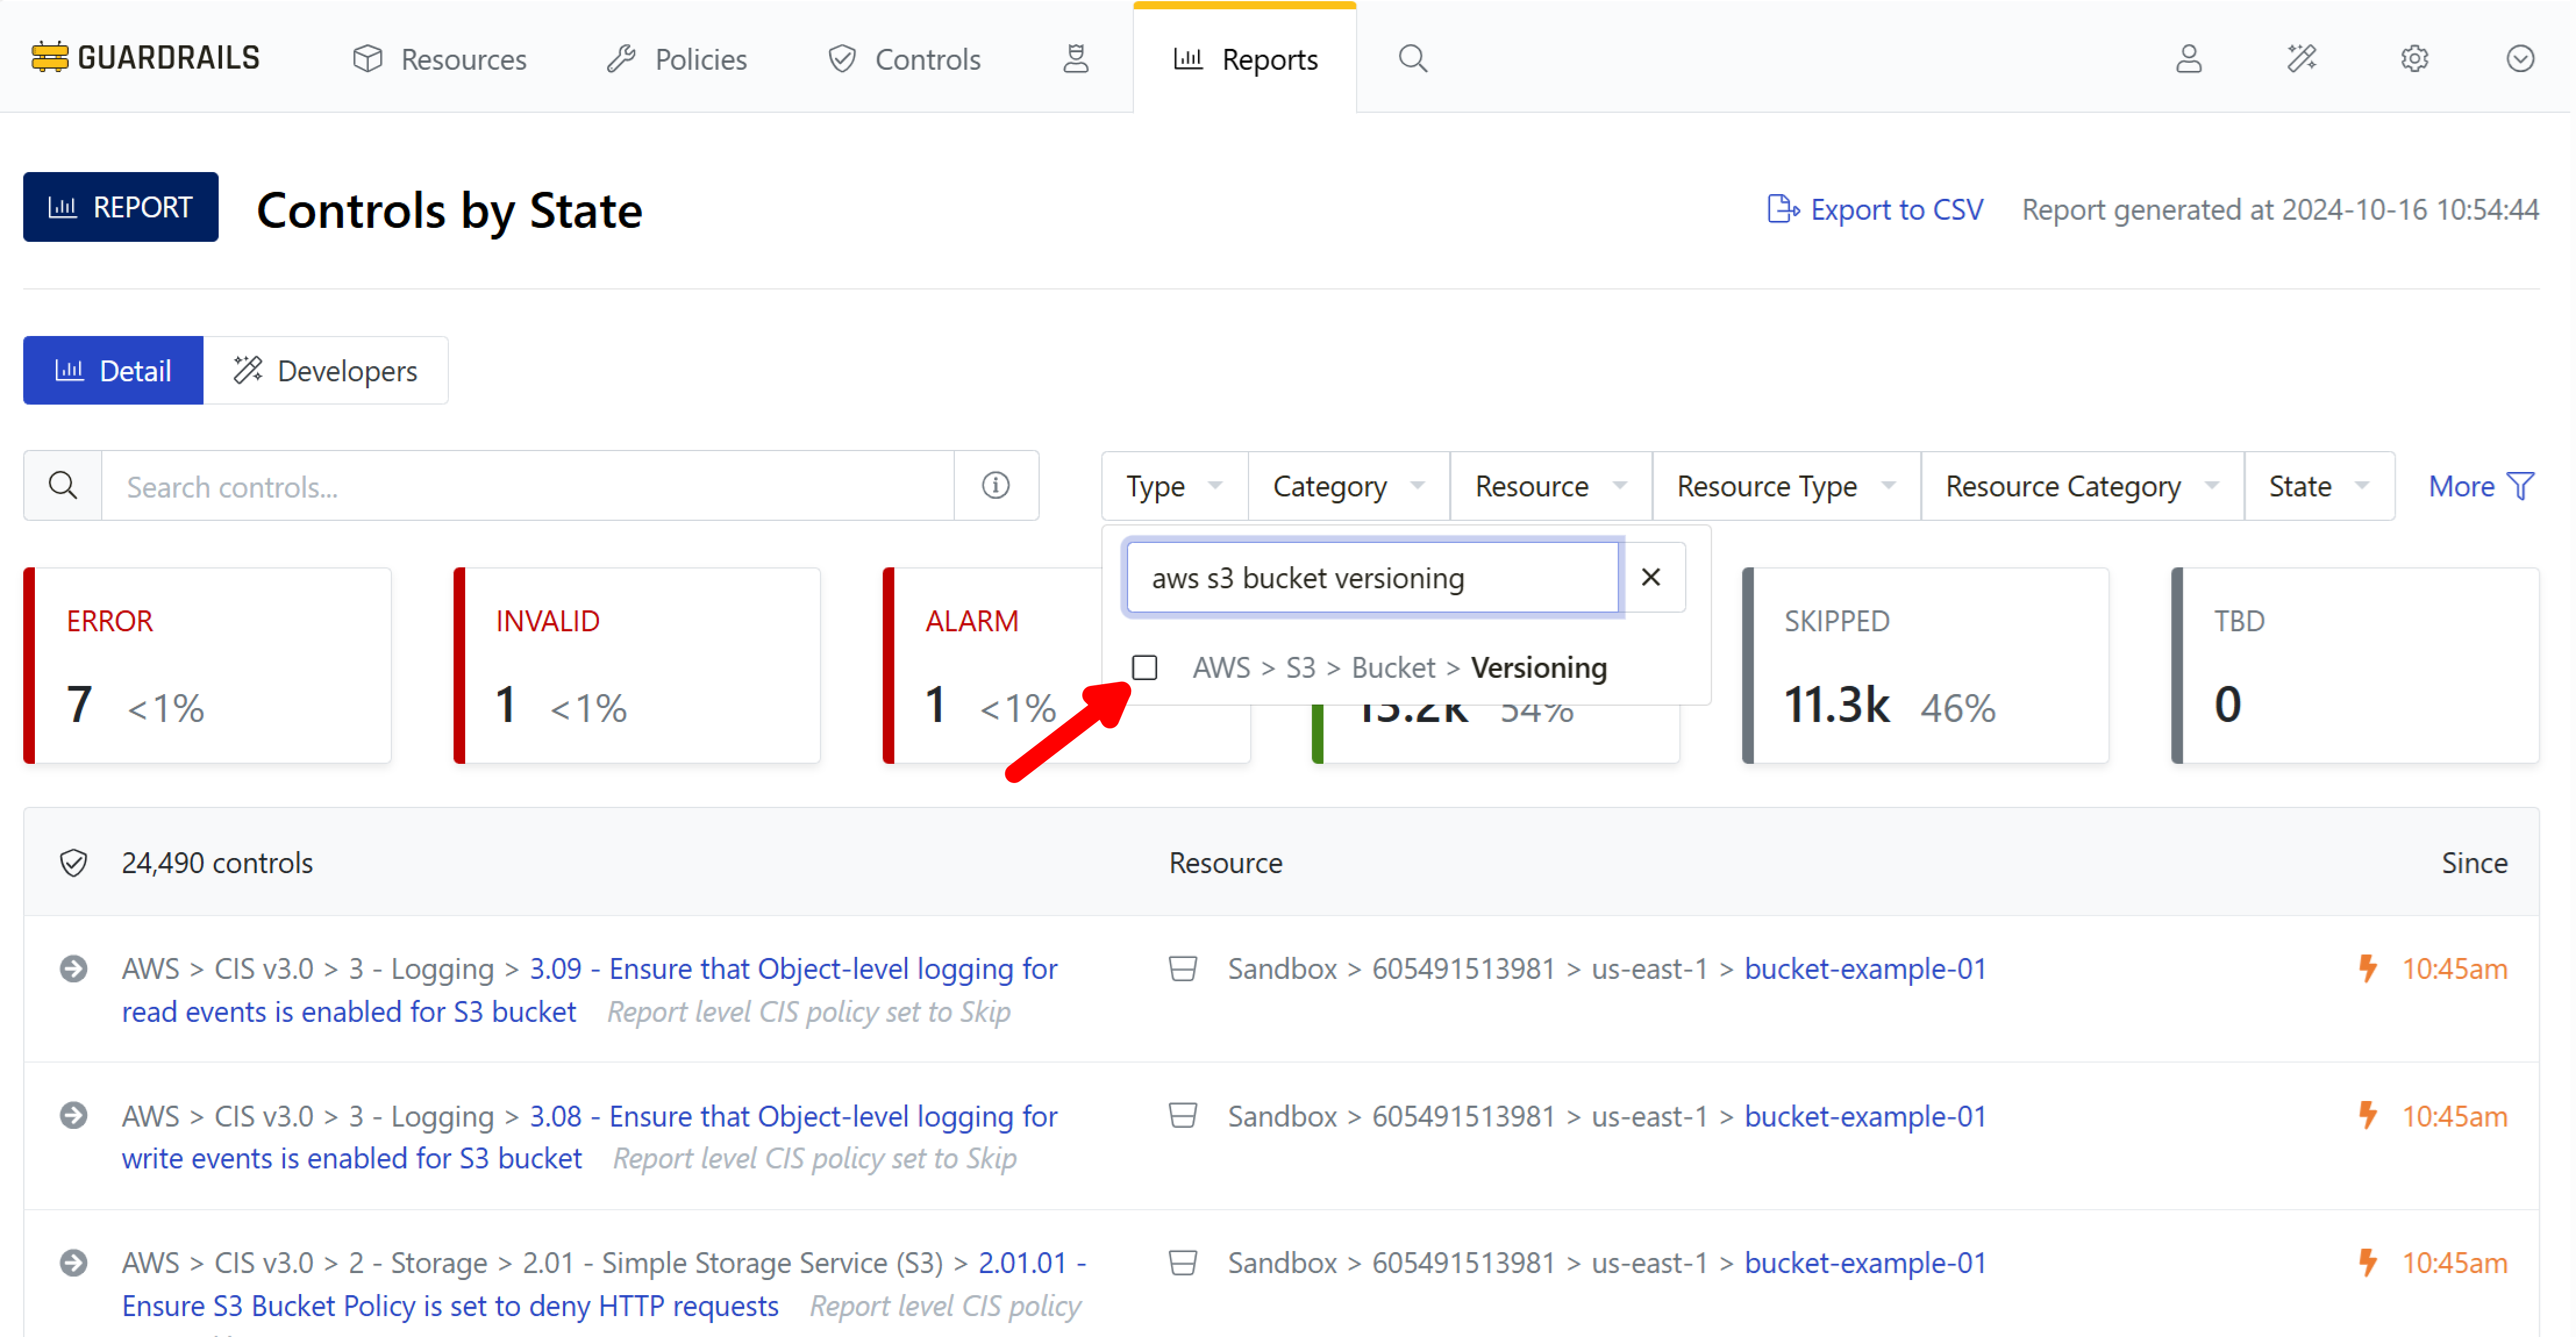 GUARDRAILS
Resources
Policies
Controls
Reports
REPORT
Controls by State
Export to CSV
Report generated at 2024-10-16 10:54:44
Detail
Developers
Search controls...
Type
Category
Resource
Resource Type
Resource Category
State
More
aws s3 bucket versioning
AWS > S3 > Bucket > Versioning
ERROR
7 <1%
INVALID
1 <1%
ALARM
1 <1%
13.2k 54%
SKIPPED
11.3k 46%
TBD
0
24,490 controls
Resource
Since
AWS > CIS v3.0 > 3 - Logging > 3.09 - Ensure that Object-level logging for
read events is enabled for S3 bucket Report level CIS policy set to Skip
Sandbox > 605491513981 > us-east-1 > bucket-example-01
10:45am
AWS > CIS v3.0 > 3 - Logging > 3.08 - Ensure that Object-level logging for
write events is enabled for S3 bucket Report level CIS policy set to Skip
Sandbox > 605491513981 > us-east-1 > bucket-example-01
10:45am
AWS > CIS v3.0 > 2 - Storage > 2.01 - Simple Storage Service (S3) > 2.01.01 -
Ensure S3 Bucket Policy is set to deny HTTP requests Report level CIS policy
Sandbox > 605491513981 > us-east-1 > bucket-example-01
10:45am